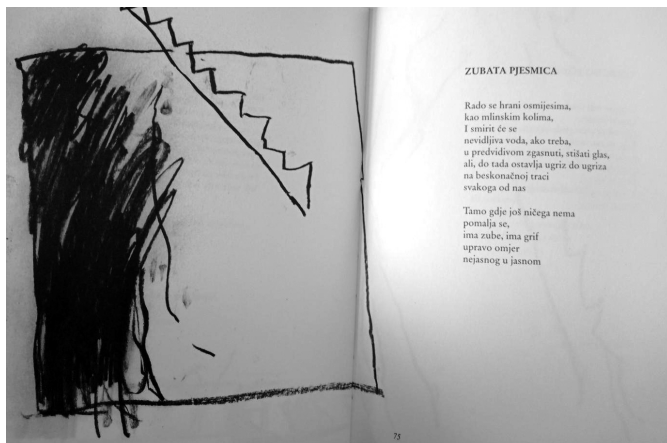 ZUBATA PJESMICA
Rado se hrani osmijesima,
kao mlinskim kolima,
I smirit će se
nevidljiva voda, ako treba,
u predvidivom zgasnuti, stišati glas,
ali, do tada ostavlja ugriz do ugriza
na beskonačnoj traci
svakoga od nas
Tamo gdje još ničega nema
pomalja se,
ima zube, ima grif
upravo omjer
nejasnog u jasnom
75